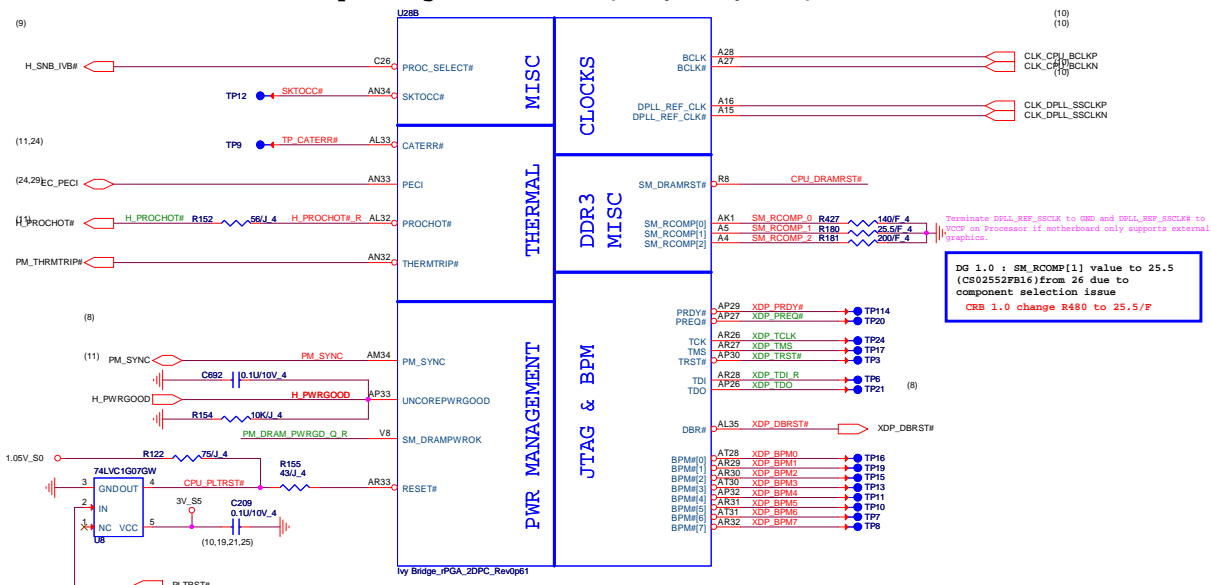 U28B
(9)
(10)
(10)
H_SNB_IVB#
C26
PROC_SELECT#
MISC
CLOCKS
BCLK
A28
CLK_CPU_BCLKP
BCLK#
A27
CLK_CPU_BCLKN
(10)
(10)
TP12
SKTOCC#
AN34
SKTOCC#
DPLL_REF_CLK
A16
CLK_DPLL_SSCLKP
DPLL_REF_CLK#
A15
CLK_DPLL_SSCLKN
(11,24)
TP9
TP_CATERR#
AL33
CATERR#
(24,29)
EC_PECI
AN33
PECI
THERMAL
DDR3
MISC
SM_DRAMRST#
R8
CPU_DRAMRST#
(11)
H_PROCHOT#
H_PROCHOT#
R152
56/J_4
H_PROCHOT#_R
AL32
PROCHOT#
SM_RCOMP[0]
AK1
SM_RCOMP_0
R427
140/F_4
SM_RCOMP[1]
A5
SM_RCOMP_1
R180
25.5/F_4
SM_RCOMP[2]
A4
SM_RCOMP_2
R181
200/F_4
Terminate DPLL_REF_SSCLK to GND and DPLL_REF_SSCLK# to
VCCP on Processor if motherboard only supports external
graphics.
PM_THRMTRIP#
AN32
THERMTRIP#
DG 1.0 : SM_RCOMP[1] value to 25.5
(CS02552FB16)from 26 due to
component selection issue
CRB 1.0 change R480 to 25.5/F
(8)
PWR MANAGEMENT
JTAG & BPM
PRDY#
AP29
XDP_PRDY#
TP114
PREQ#
AP27
XDP_PREQ#
TP20
TCK
AR26
XDP_TCLK
TP24
TMS
AR27
XDP_TMS
TP17
TRST#
AP30
XDP_TRST#
TP3
(11)
PM_SYNC
PM_SYNC
AM34
PM_SYNC
TDI
AR28
XDP_TDI_R
TP6
TDO
AP26
XDP_TDO
TP21
(8)
C692
0.1U/10V_4
H_PWRGOOD
H_PWRGOOD
AP33
UNCOREPWRGOOD
R154
10K/J_4
DBR#
AL35
XDP_DBRST#
XDP_DBRST#
PM_DRAM_PWRGD_Q_R
V8
SM_DRAMPWROK
1.05V_S0
R122
75/J_4
R155
43/J_4
BPM#[0]
AT28
XDP_BPM0
TP16
BPM#[1]
AR29
XDP_BPM1
TP19
BPM#[2]
AR30
XDP_BPM2
TP15
BPM#[3]
AT30
XDP_BPM3
TP13
BPM#[4]
AP32
XDP_BPM4
TP11
BPM#[5]
AR31
XDP_BPM5
TP10
BPM#[6]
AT31
XDP_BPM6
TP7
BPM#[7]
AR32
XDP_BPM7
TP8
74LVC1G07GW
3
GND
OUT
4
CPU_PLTRST#
AR33
RESET#
2
IN
3V_S5
C209
0.1U/10V_4
1
NC
VCC
5
U8
(10,19,21,25)
Ivy Bridge_rPGA_2DPC_Rev0p61
PLTRST#